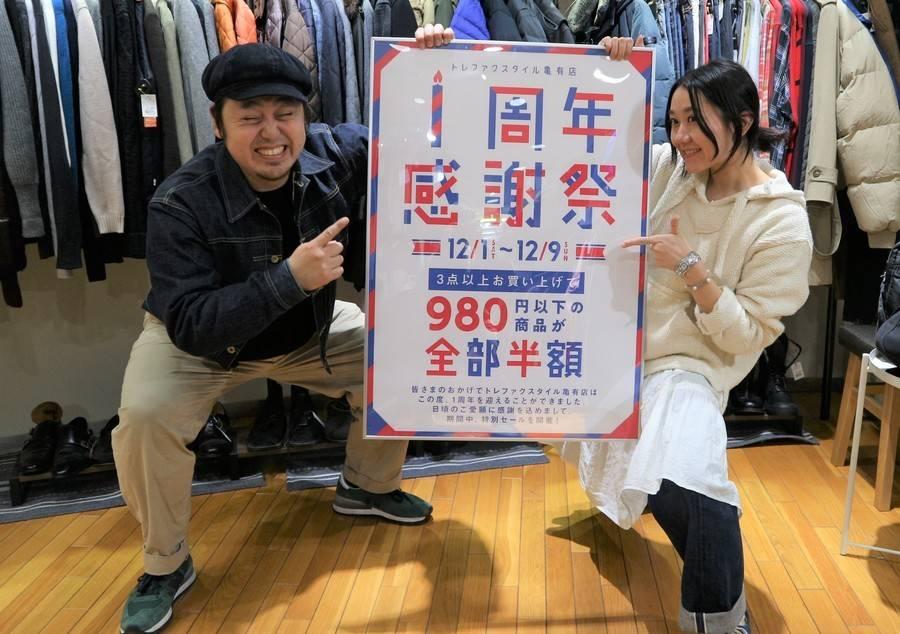 トレファクスタイル亀有店
1周年
感謝祭
12/1 SAT ~12/9 SUN
3点以上お買い上げで
980円以下の
商品が
全部半額
皆さまのおかげでトレファクスタイル亀有店は
この度、1周年を迎えることができました
日頃のご愛顧に感謝を込めまして
期間中、特別セールを開催!